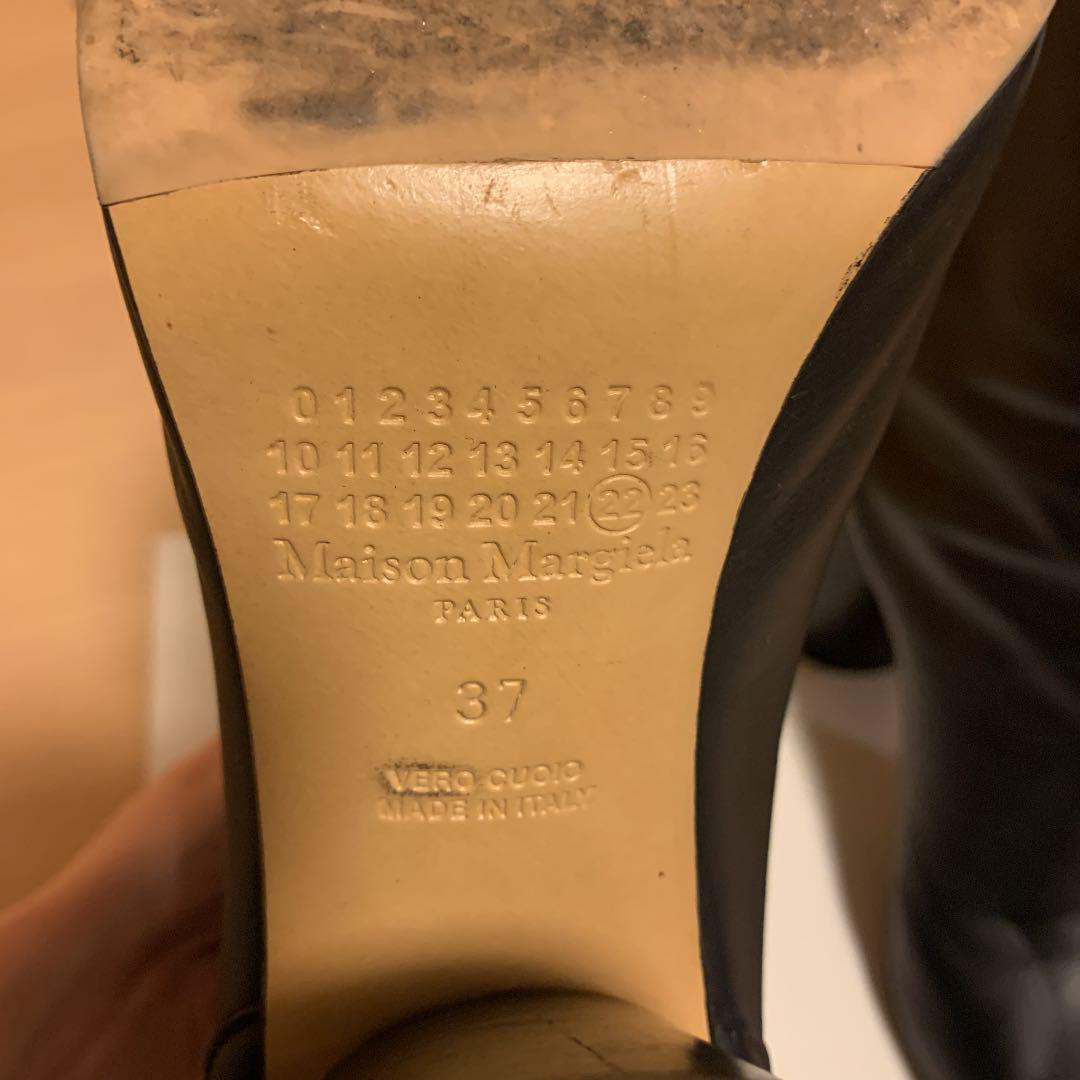 0 1 2 3 4 5 6 7 8 9
10 11 12 13 14 15 16
17 18 19 20 21 22 23
Maison Margiela
PARIS
37
VERO CUOIO
MADE IN ITALY